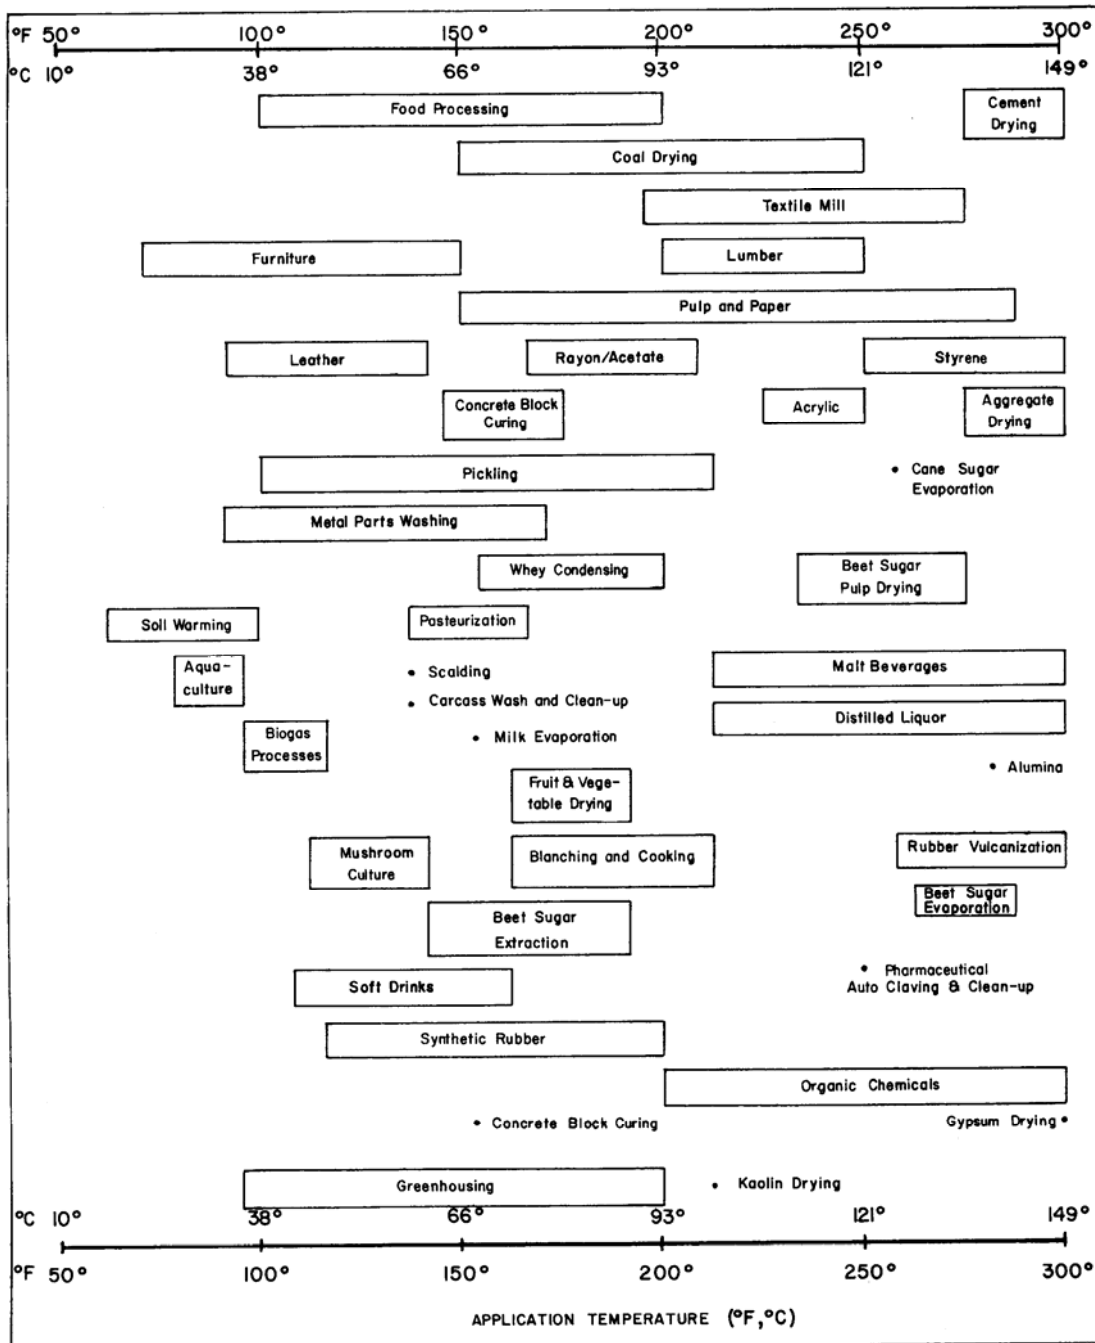 °F 50° 100° 150° 200° 250° 300°
°C 10° 38° 66° 93° 121° 149°
Food Processing
Cement
Drying
Coal Drying
Textile Mill
Furniture
Lumber
Pulp and Paper
Leather
Rayon/Acetate
Styrene
Concrete Block
Curing
Acrylic
Aggregate
Drying
Pickling
• Cane Sugar
Evaporation
Metal Parts Washing
Whey Condensing
Beet Sugar
Pulp Drying
Soil Warming
Pasteurization
Aqua-
culture
• Scalding
Malt Beverages
• Carcass Wash and Clean-up
Distilled Liquor
Biogas
Processes
• Milk Evaporation
• Alumina
Fruit & Vege-
table Drying
Mushroom
Culture
Blanching and Cooking
Rubber Vulcanization
Beet Sugar
Evaporation
Beet Sugar
Extraction
• Pharmaceutical
Auto Claving & Clean-up
Soft Drinks
Synthetic Rubber
Organic Chemicals
• Concrete Block Curing
Gypsum Drying •
Greenhousing
• Kaolin Drying
°C 10° 38° 66° 93° 121° 149°
°F 50° 100° 150° 200° 250° 300°
APPLICATION TEMPERATURE (°F,°C)